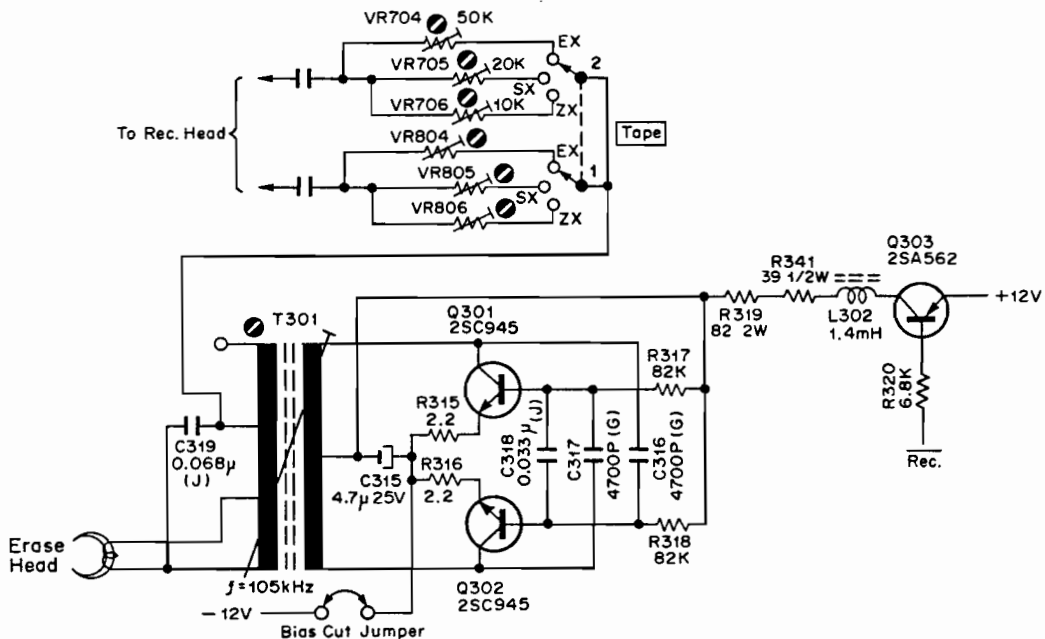 VR704 50K
EX
VR705 20K
2
SX
VR706 10K
ZX
Tape
To Rec. Head
VR804
EX
VR805
1
SX
VR806
ZX
Q303
2SA562
R341
39 1/2W
+12V
R319
82 2W
L302
1.4mH
R320
6.8K
Rec.
T301
Q301
2SC945
R317
82K
R315
2.2
C318
0.033μ(J)
C317
4700P(G)
C316
4700P(G)
C319
0.068μ
(J)
C315
4.7μ25V
R316
2.2
R318
82K
Erase
Head
f=105kHz
Q302
2SC945
-12V
Bias Cut Jumper